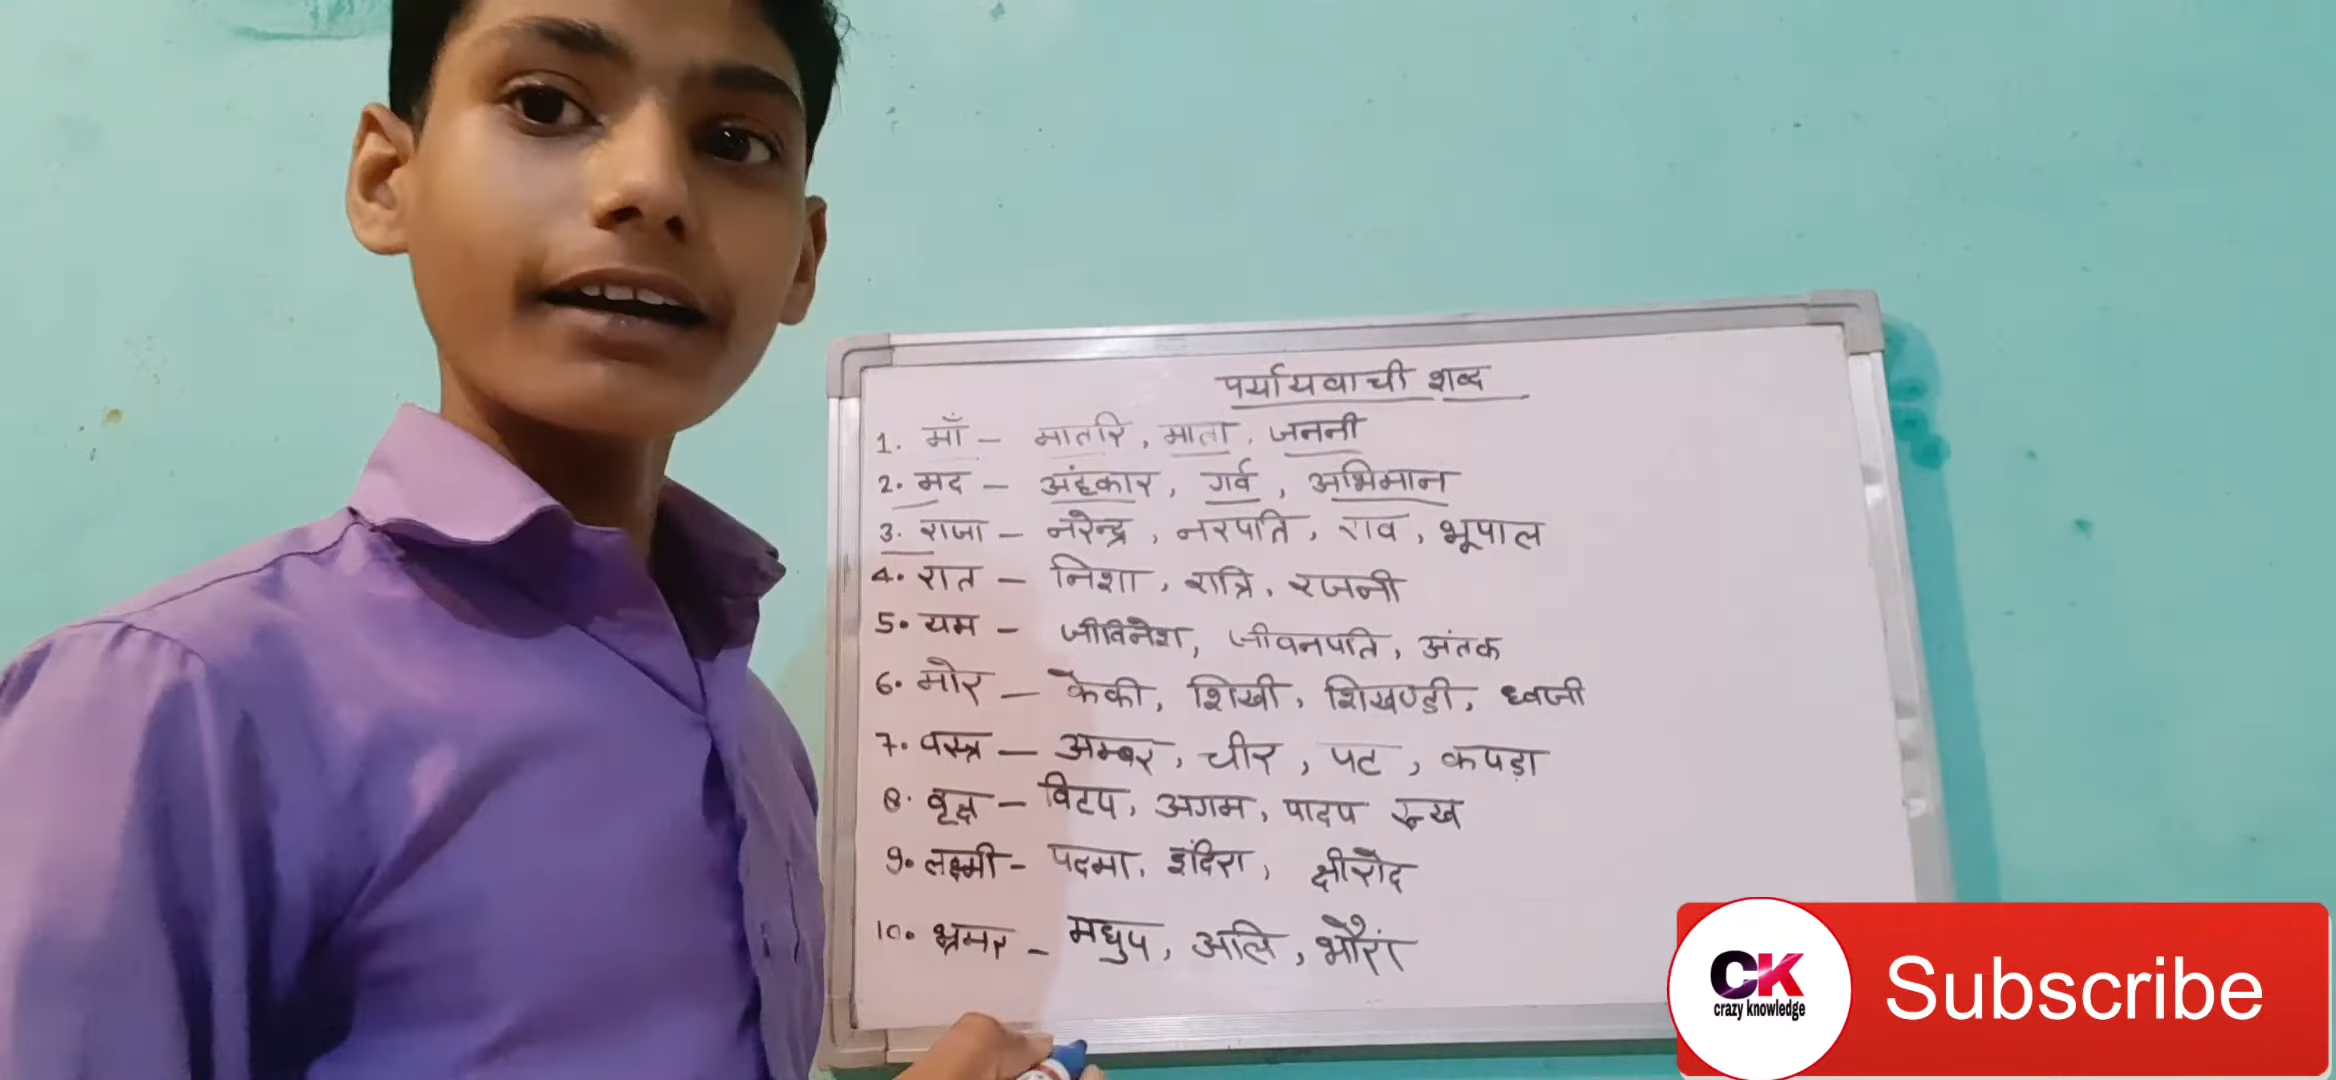 पर्यायवाची शब्द
1. माँ - मातरि, माता, जननी
2. मद - अंहकार, गर्व, अभिमान
3. राजा - नरेन्द्र, नरपति, राव, भूपाल
4. रात - निशा, रात्रि, रजनी
5. यम - जीविनेश, जीवनपति, अंतक
6. मोर - केकी, शिखी, शिखण्डी, ध्वजी
7. वस्त्र - अम्बर, चीर, पट, कपड़ा
8. वृक्ष - विटप, अगम, पादप रूख
9. लक्ष्मी - पदमा, इंदिरा, क्षीरोद
10. भ्रमर - मधुप, अलि, भौंरा
CK
crazy knowledge
Subscribe